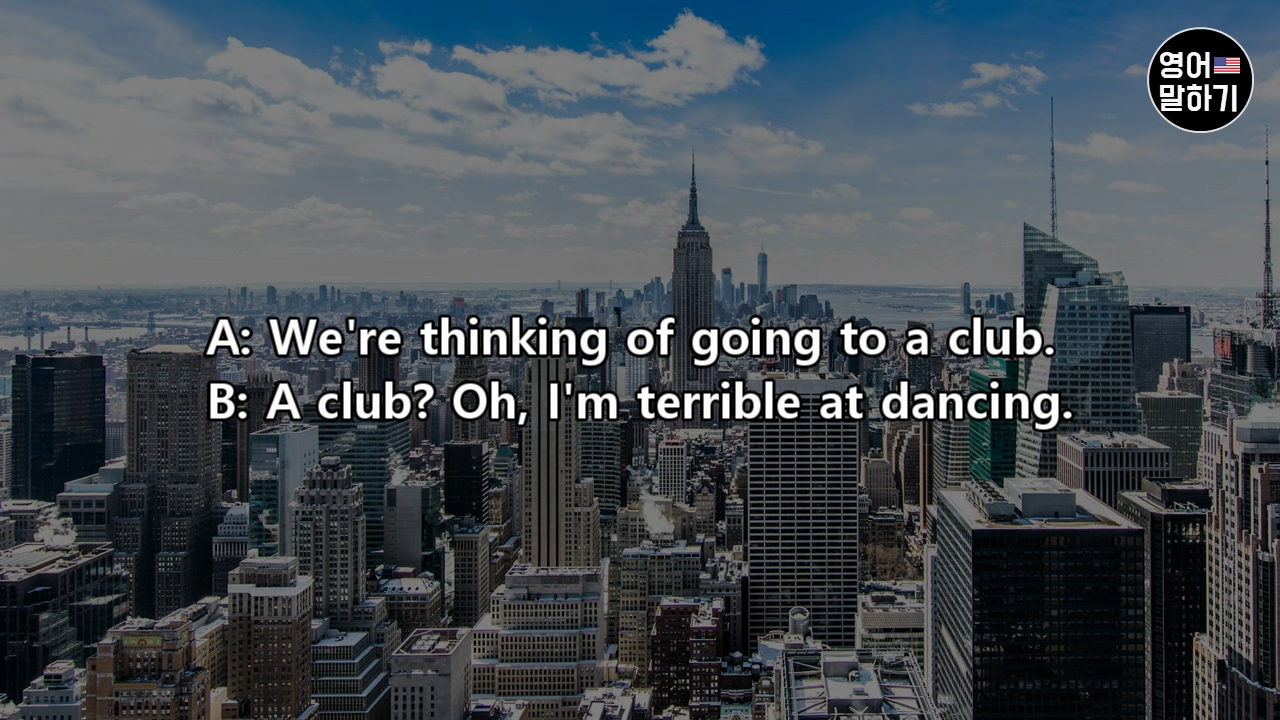 영어
말하기
A: We're thinking of going to a club.
B: A club? Oh, I'm terrible at dancing.